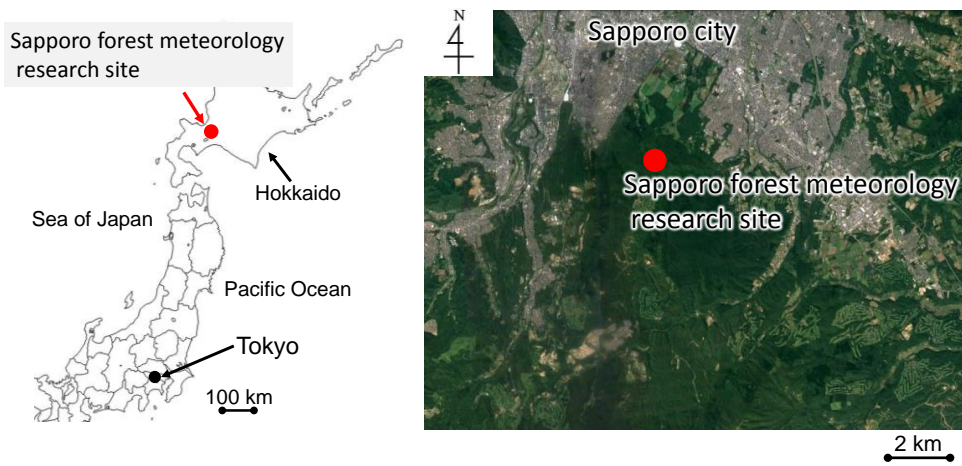 Sapporo forest meteorology
research site
Hokkaido
Sea of Japan
Pacific Ocean
Tokyo
100 km
N
Sapporo city
Sapporo forest meteorology
research site
2 km